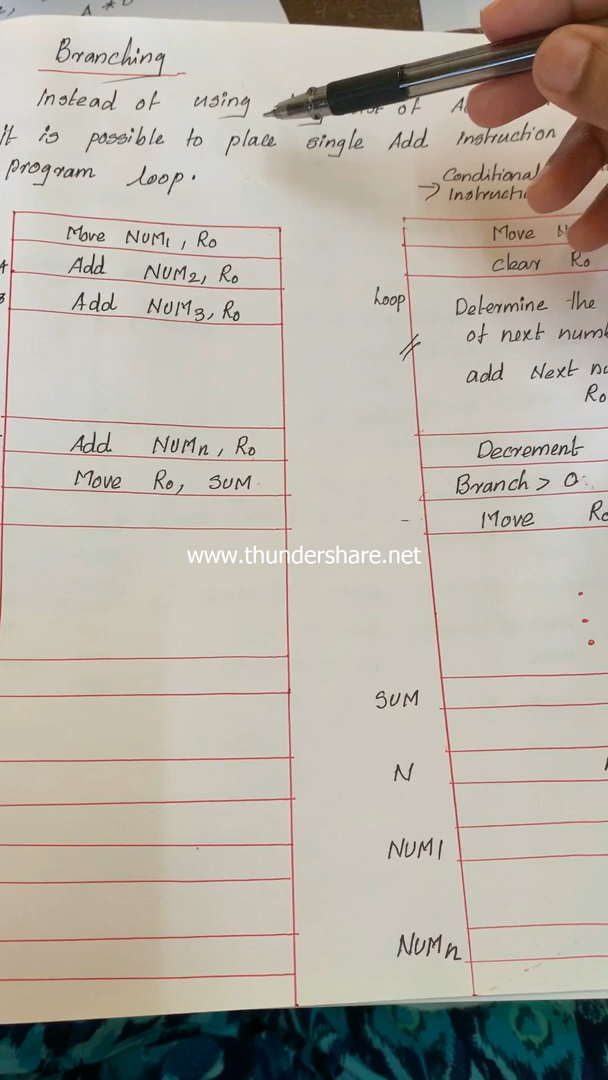 A * B
Branching
Instead of using of
it is possible to place single Add Instruction
program loop.
→ Conditional
Move NUM1, R0
Add NUM2, R0
Add NUM3, R0
Add NUMn, R0
Move R0, SUM
Move
Clear R0
Loop Determine the
of next
add Next
R0
Decrement
Branch > 0
Move
www.thundershare.net
SUM
N
NUM1
NUMn